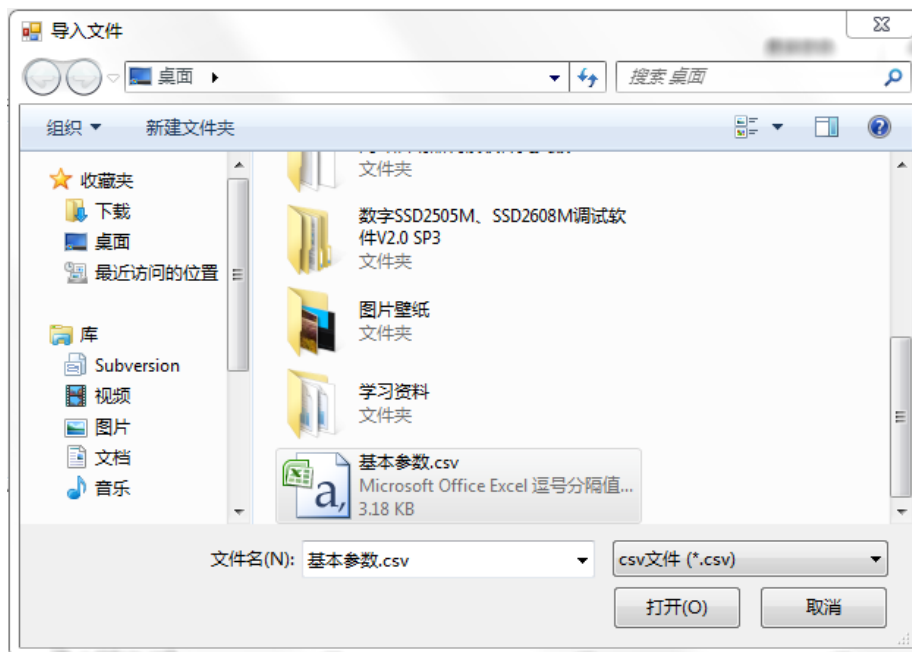 导入文件
桌面
搜索 桌面
组织
新建文件夹
收藏夹
下载
桌面
最近访问的位置
库
Subversion
视频
图片
文档
音乐
文件夹
数字SSD2505M、SSD2608M调试软
件V2.0 SP3
文件夹
图片壁纸
文件夹
学习资料
文件夹
基本参数.csv
Microsoft Office Excel 逗号分隔值...
3.18 KB
文件名(N):
基本参数.csv
csv文件 (*.csv)
打开(O)
取消